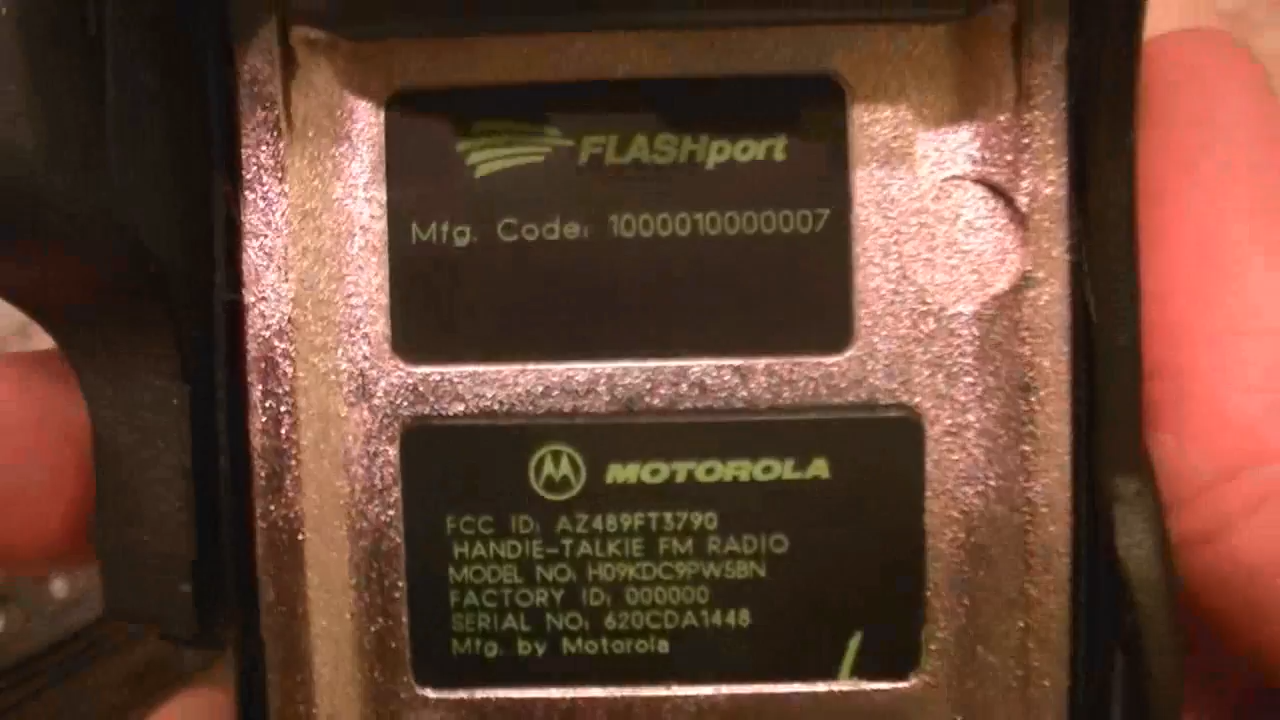 FLASHport
Mfg. Code: 1000010000007
MOTOROLA
FCC ID: AZ489FT3790
HANDIE-TALKIE FM RADIO
MODEL NO: H09KDC9PW5BN
FACTORY ID: 000000
SERIAL NO: 620CDA1448
Mfg. by Motorola